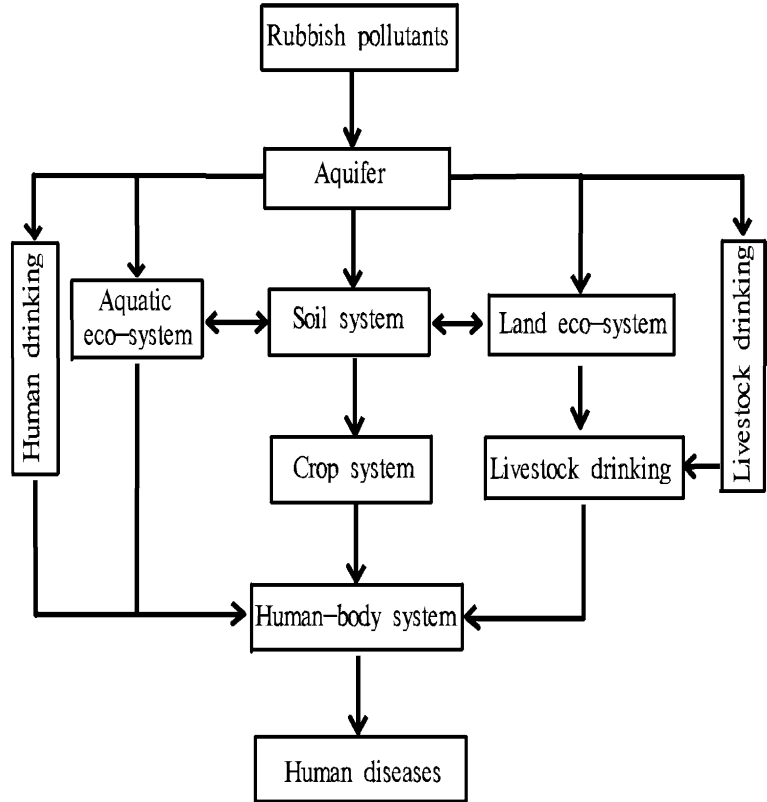 Rubbish pollutants
Aquifer
Human drinking
Aquatic
eco-system
Soil system
Land eco-system
Livestock drinking
Crop system
Livestock drinking
Human-body system
Human diseases